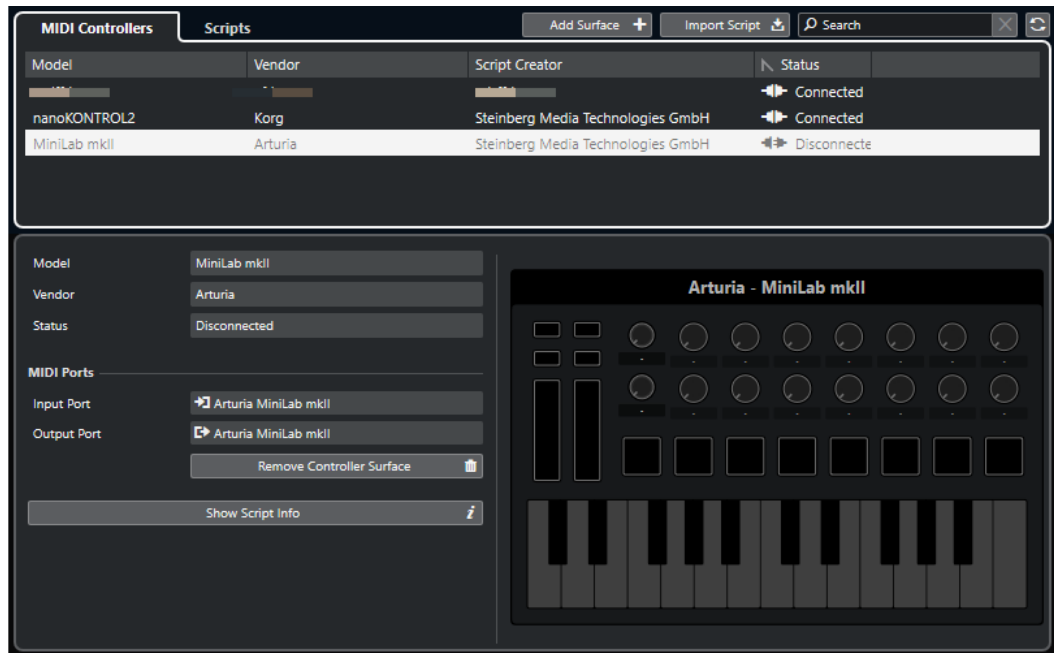 MIDI Controllers Scripts Add Surface Import Script Search
Model Vendor Script Creator Status
Connected
nanoKONTROL2 Korg Steinberg Media Technologies GmbH Connected
MiniLab mkII Arturia Steinberg Media Technologies GmbH Disconnecte
Model MiniLab mkII
Vendor Arturia
Status Disconnected
MIDI Ports
Input Port Arturia MiniLab mkII
Output Port Arturia MiniLab mkII
Remove Controller Surface
Show Script Info i
Arturia - MiniLab mkII